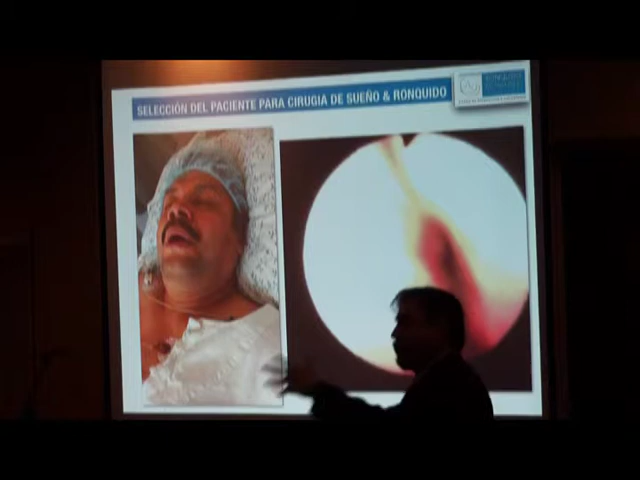 SELECCIÓN DEL PACIENTE PARA CIRUGIA DE SUEÑO & RONQUIDO